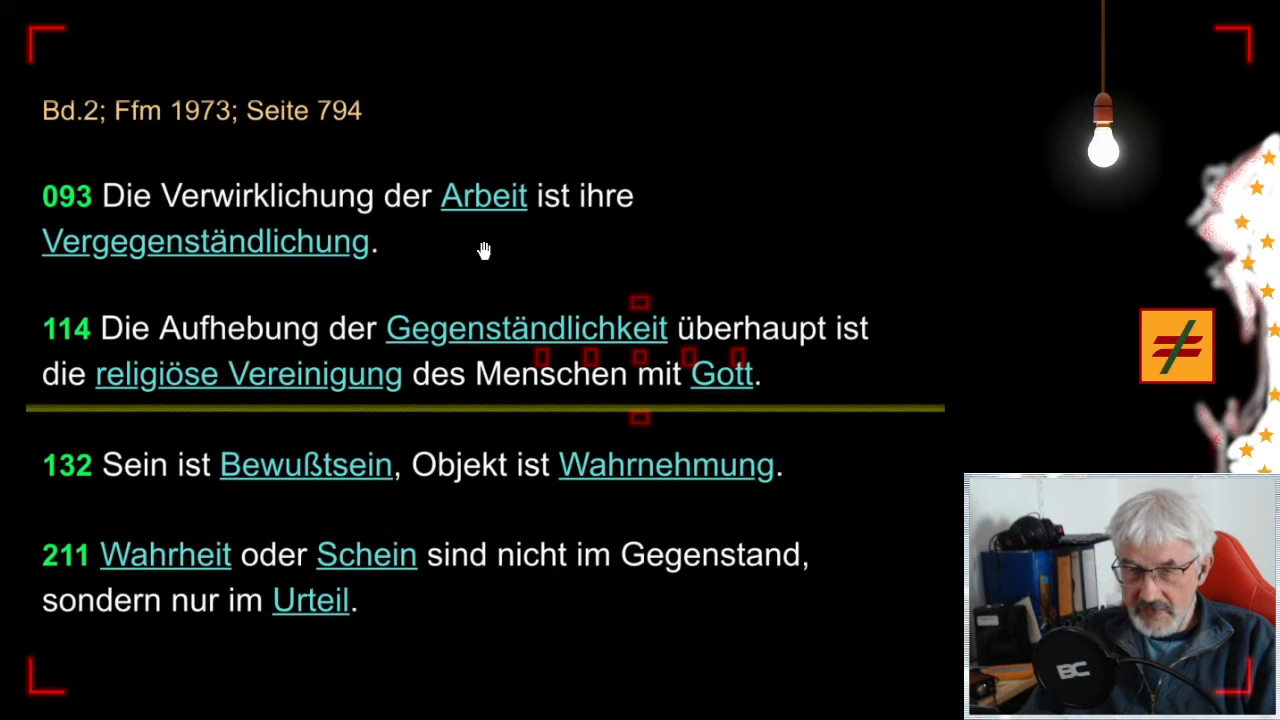 Bd.2; Ffm 1973; Seite 794
093 Die Verwirklichung der Arbeit ist ihre
Vergegenständlichung.
114 Die Aufhebung der Gegenständlichkeit überhaupt ist
die religiöse Vereinigung des Menschen mit Gott.
≠
132 Sein ist Bewußtsein, Objekt ist Wahrnehmung.
211 Wahrheit oder Schein sind nicht im Gegenstand,
sondern nur im Urteil.
BC